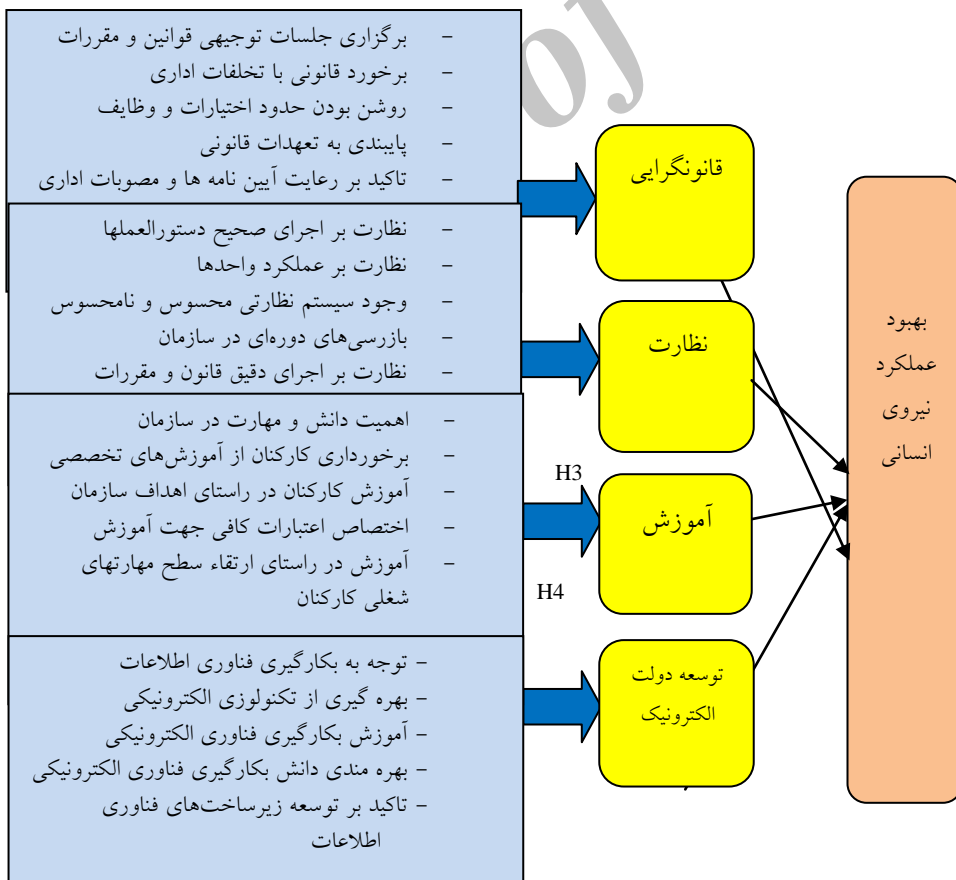 – برگزاری جلسات توجیهی قوانین و مقررات
– برخورد قانونی با تخلفات اداری
– روشن بودن حدود اختیارات و وظایف
– پایبندی به تعهدات قانونی
– تاکید بر رعایت آیین نامه ها و مصوبات اداری
– نظارت بر اجرای صحیح دستورالعملها
– نظارت بر عملکرد واحدها
– وجود سیستم نظارتی محسوس و نامحسوس
– بازرسی‌های دوره‌ای در سازمان
– نظارت بر اجرای دقیق قانون و مقررات
– اهمیت دانش و مهارت در سازمان
– برخورداری کارکنان از آموزش‌های تخصصی
– آموزش کارکنان در راستای اهداف سازمان
– اختصاص اعتبارات کافی جهت آموزش
– آموزش در راستای ارتقاء سطح مهارتهای
شغلی کارکنان
– توجه به بکارگیری فناوری اطلاعات
– بهره گیری از تکنولوزی الکترونیکی
– آموزش بکارگیری فناوری الکترونیکی
– بهره مندی دانش بکارگیری فناوری الکترونیکی
– تاکید بر توسعه زیرساخت‌های فناوری
اطلاعات
قانونگرایی
نظارت
H3
آموزش
H4
توسعه دولت
الکترونیک
بهبود
عملکرد
نیروی
انسانی
oj